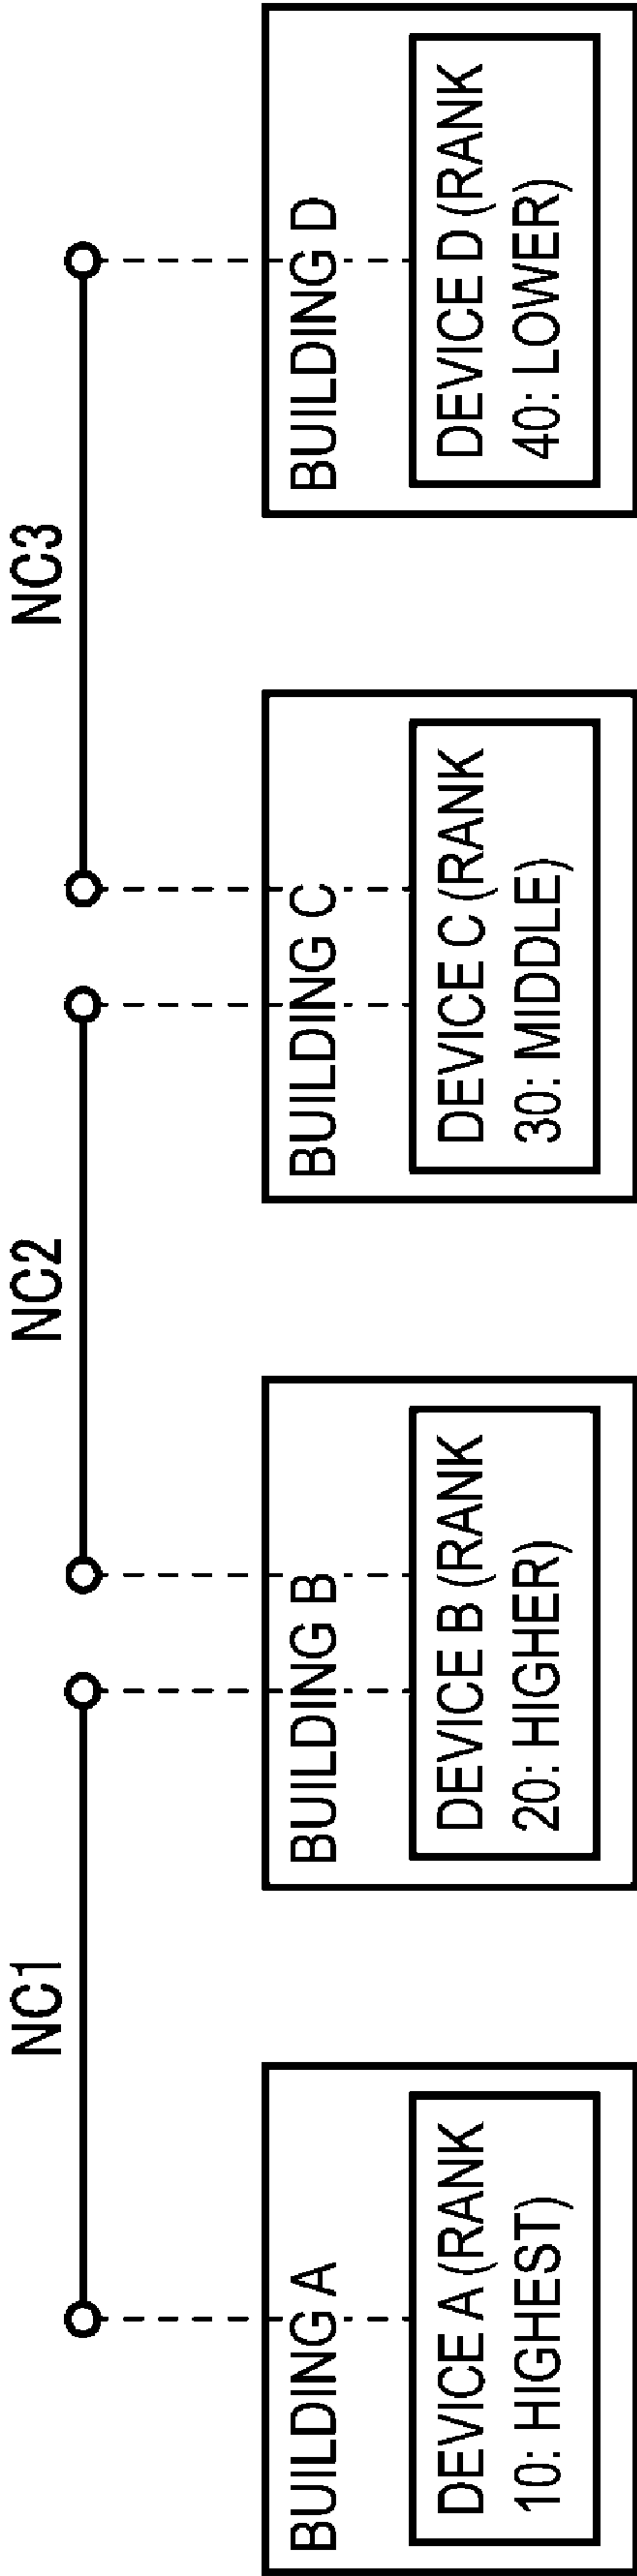 NC1
NC2
NC3
BUILDING A
DEVICE A (RANK
10: HIGHEST)
BUILDING B
DEVICE B (RANK
20: HIGHER)
BUILDING C
DEVICE C (RANK
30: MIDDLE)
BUILDING D
DEVICE D (RANK
40: LOWER)